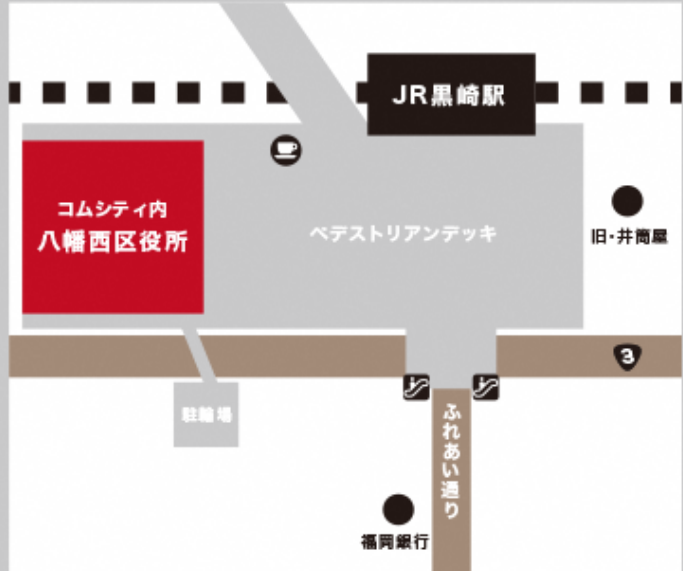 JR黒崎駅
コムシティ内
八幡西区役所
ペデストリアンデッキ
旧・井筒屋
3
駐輪場
ふれあい通り
福岡銀行